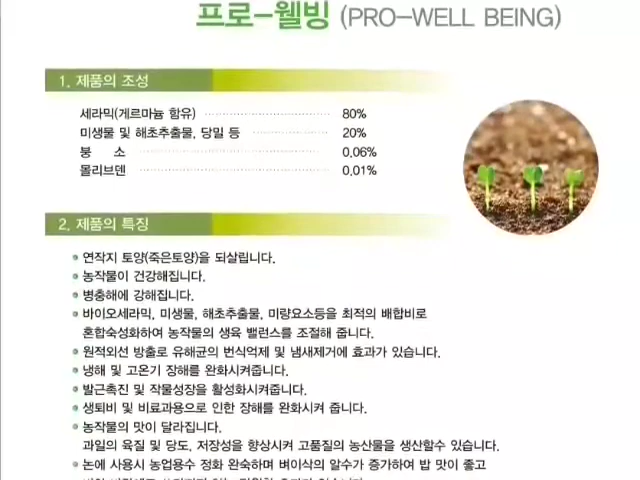 프로-웰빙 (PRO-WELL BEING)
1. 제품의 조성
세라믹(게르마늄 함유) 80%
미생물 및 해초추출물, 당밀 등 20%
붕 소 0.06%
몰리브덴 0.01%
2. 제품의 특징
연작지 토양(죽은토양)을 되살립니다.
농작물이 건강해집니다.
병충해에 강해집니다.
바이오세라믹, 미생물, 해초추출물, 미량요소등을 최적의 배합비로
혼합숙성화하여 농작물의 생육 밸런스를 조절해 줍니다.
원적외선 방출로 유해균의 번식억제 및 냄새제거에 효과가 있습니다.
냉해 및 고온기 장해를 완화시켜줍니다.
발근촉진 및 작물성장을 활성화시켜줍니다.
생퇴비 및 비료과용으로 인한 장해를 완화시켜 줍니다.
농작물의 맛이 달라집니다.
과일의 육질 및 당도, 저장성을 향상시켜 고품질의 농산물을 생산할수 있습니다.
논에 사용시 농업용수 정화 완숙하며 벼이삭의 알수가 증가하여 밥 맛이 좋고